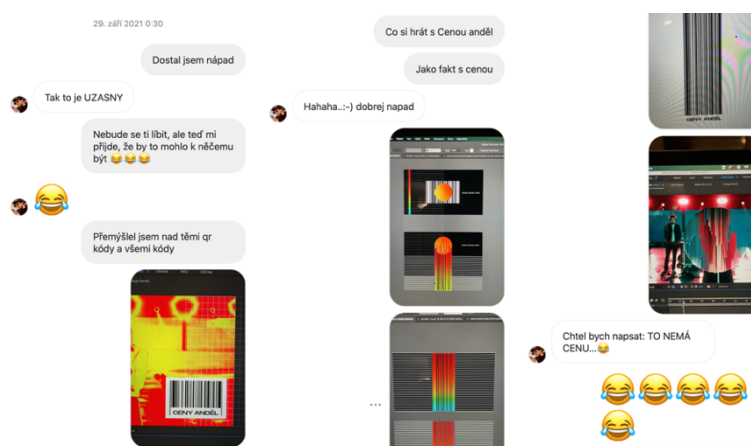 29. září 2021 0:30
Dostal jsem nápad
Tak to je UZASNY
Nebude se ti líbit, ale teď mi
přijde, že by to mohlo k něčemu
být 😂😂😂
😂
Přemýšlel jsem nad těmi qr
kódy a všemi kódy
CENY ANDĚL
Co si hrát s Cenou anděl
Jako fakt s cenou
Hahaha..:-) dobrej napad
...
CENY ANDĚL
Chtel bych napsat: TO NEMÁ
CENU...😂
😂😂😂😂
😂